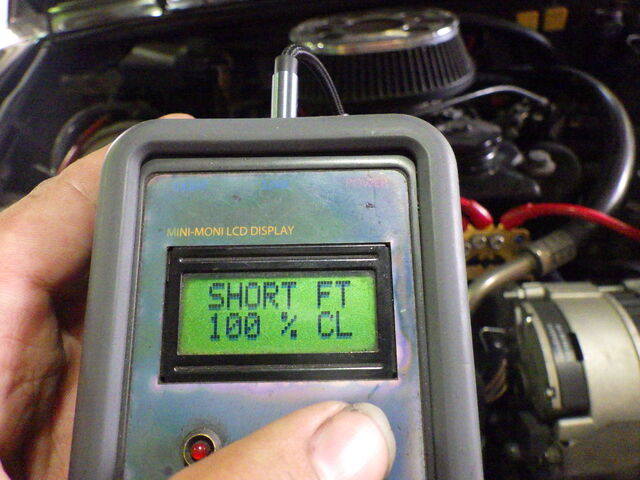 MINI-MONI LCD DISPLAY
SHORT FT
100 % CL